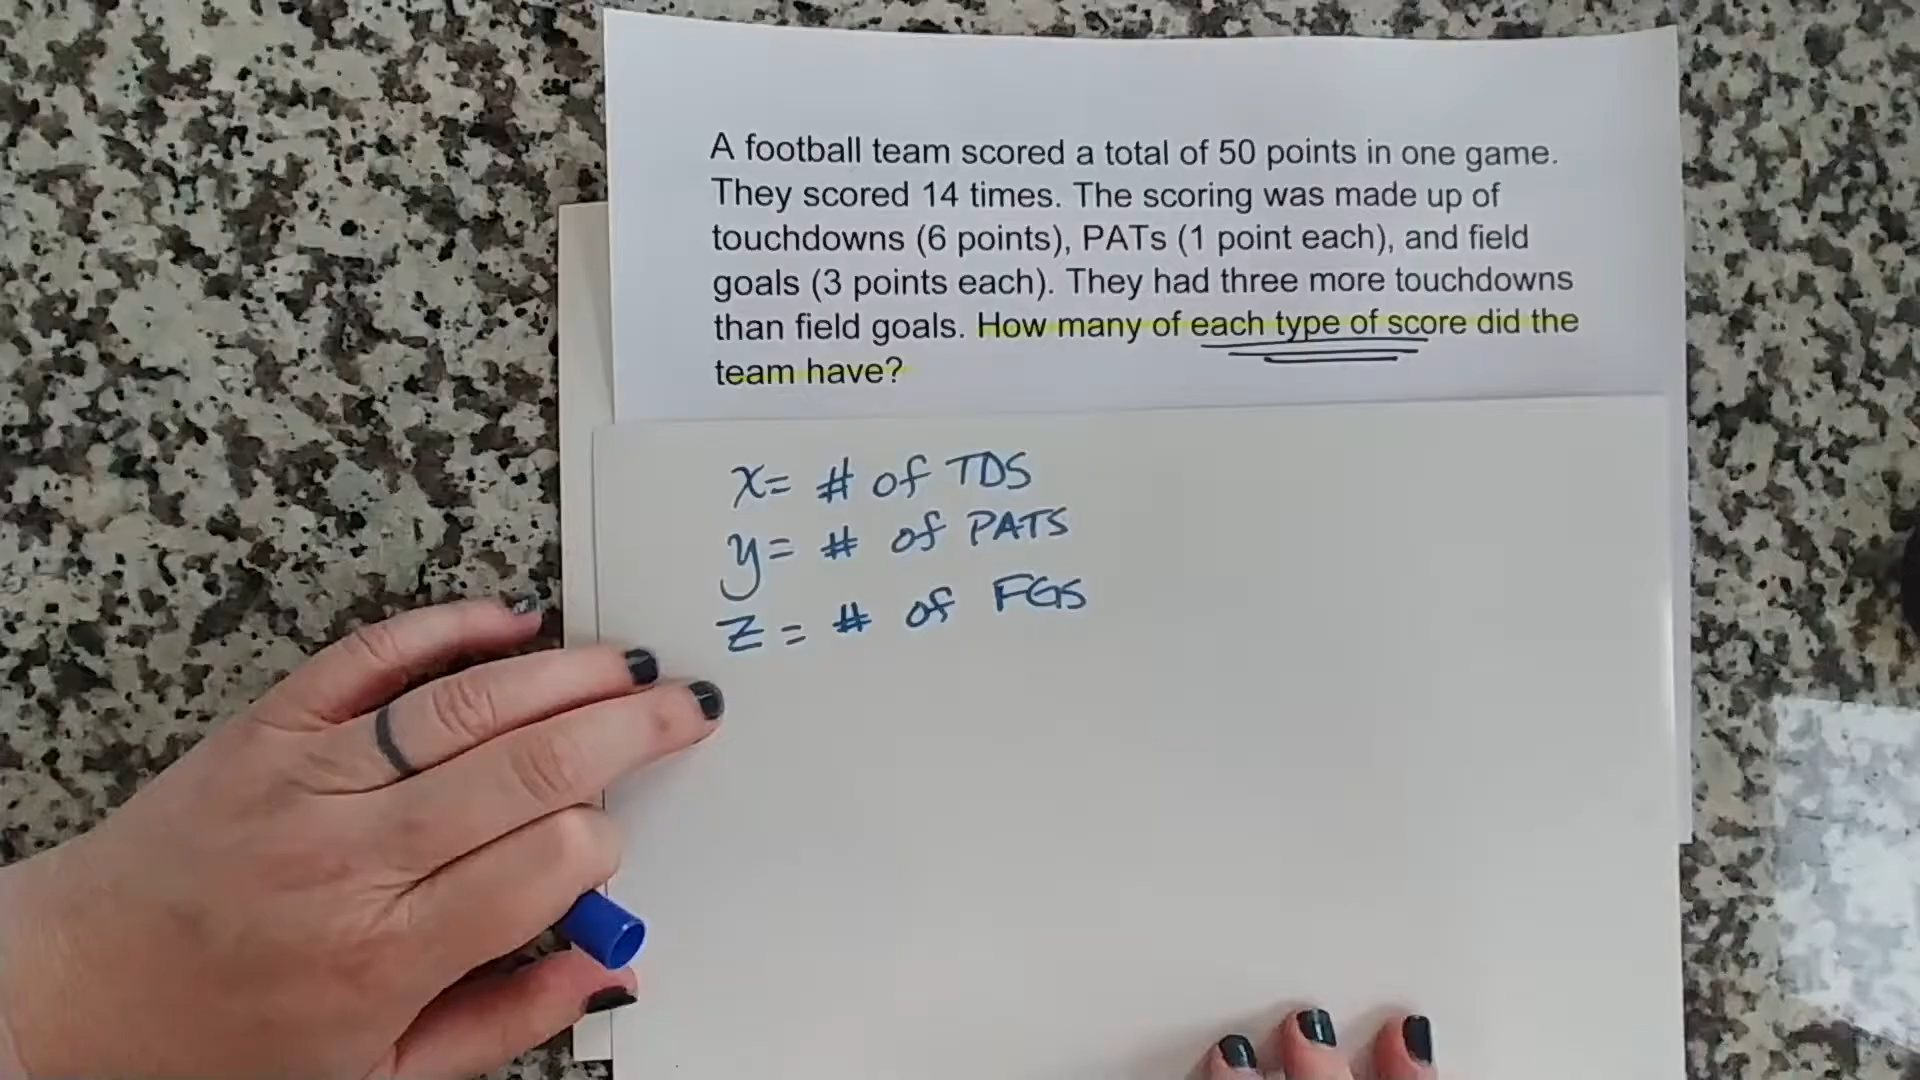 A football team scored a total of 50 points in one game.
They scored 14 times. The scoring was made up of
touchdowns (6 points), PATs (1 point each), and field
goals (3 points each). They had three more touchdowns
than field goals. How many of each type of score did the
team have?
x= # of TDS
y= # of PATS
z = # of FGS